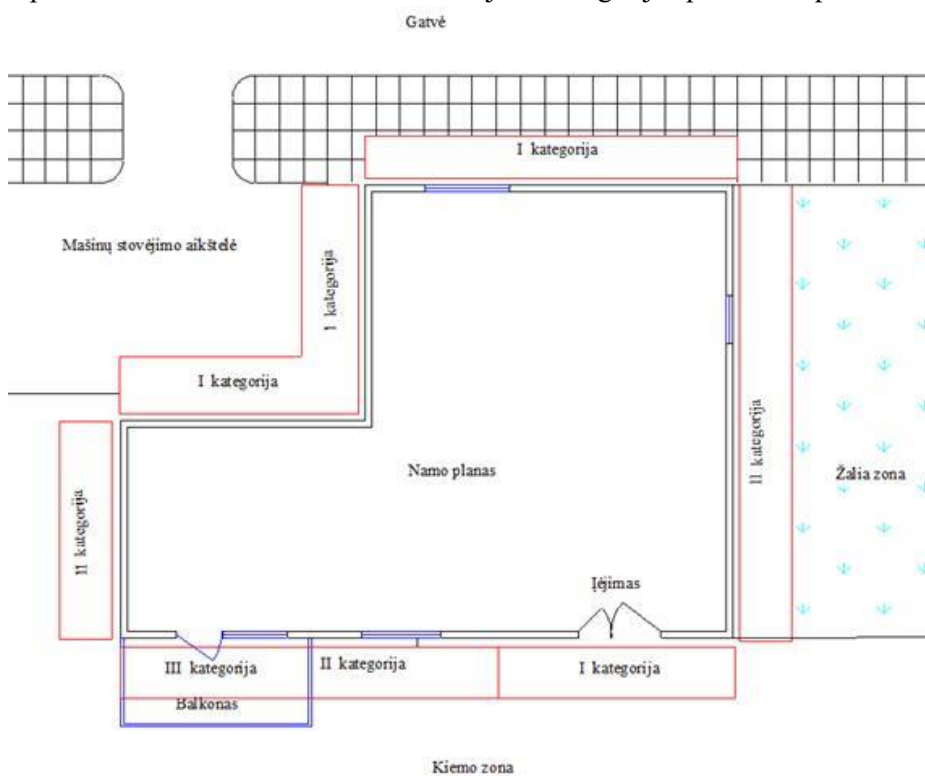 Gatvė
I kategorija
Mašinų stovėjimo aikštelė
I kategorija
I kategorija
II kategorija
II kategorija
Namo planas
Žalia zona
Įėjimas
III kategorija
II kategorija
I kategorija
Balkonas
Kiemo zona